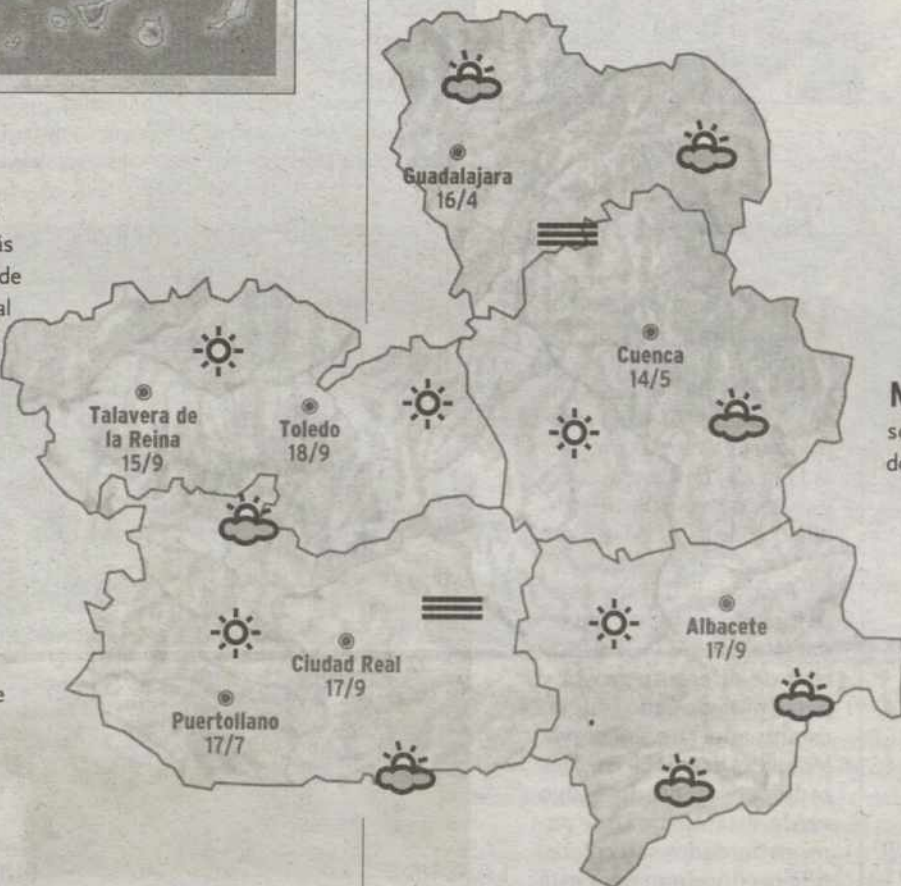 Guadalajara
16/4
Cuenca
14/5
Talavera de
la Reina
15/9
Toledo
18/9
Ciudad Real
17/9
Puertollano
17/7
Albacete
17/9
de